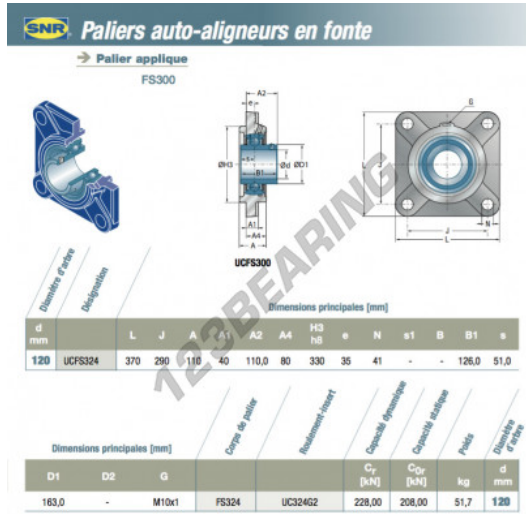 SNR Paliers auto-aligneurs en fonte
Palier applique
FS300
A2
e
G
ØH3
s
B1
Ød
ØD1
L
J
A1
A4
A
N
J
L
UCFS300
123BEARING
Diamètre d'arbre
Désignation
Dimensions principales [mm]
d mm L J A A1 A2 A4 H3 h8 e N s1 B B1 s
120 UCFS324 370 290 110 40 110,0 80 330 35 41 - - 126,0 51,0
Corps de palier
Roulement-insert
Capacité dynamique
Capacité statique
Poids
Diamètre d'arbre
Dimensions principales [mm]
D1 D2 G Cr [kN] C0r [kN] kg d mm
163,0 - M10x1 FS324 UC324G2 228,00 208,00 51,7 120